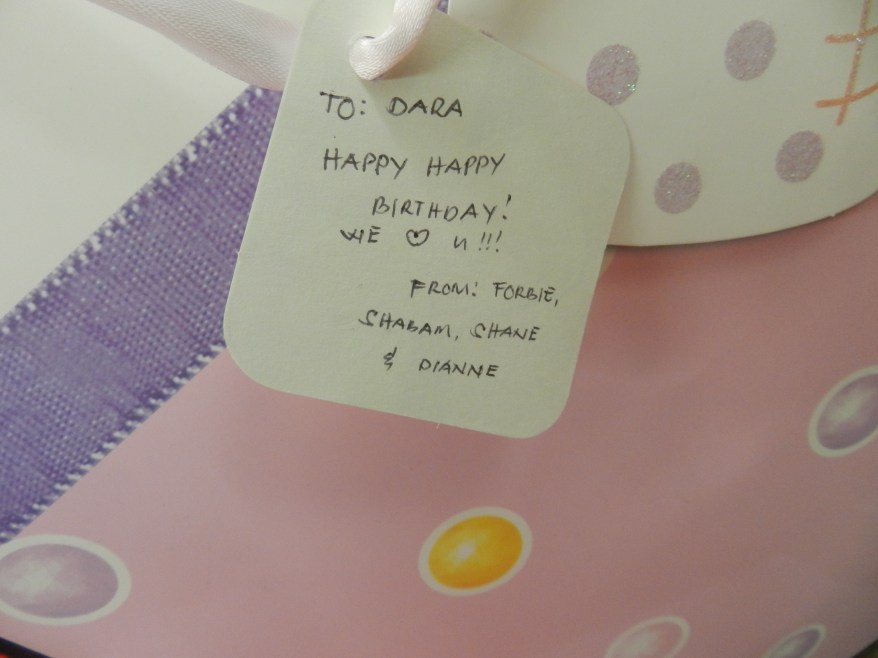 TO: DARA
HAPPY HAPPY
BIRTHDAY!
WE ♡ U !!!
FROM: FORBIE,
SHABAM, SHANE
& DIANNE